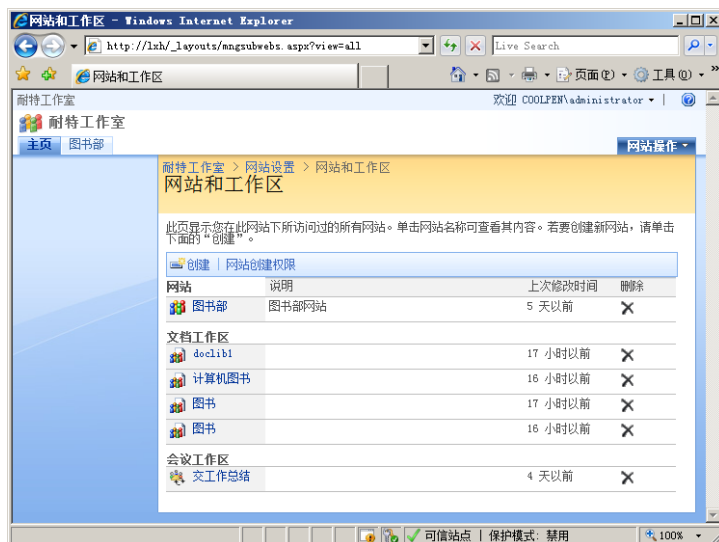 网站和工作区 - Windows Internet Explorer
http://lxh/_layouts/mngsubwebs.aspx?view=all
Live Search
网站和工作区
页面(P)
工具(O)
»
耐特工作室
欢迎 COOLPEN\administrator
耐特工作室
主页 图书部
网站操作
耐特工作室 > 网站设置 > 网站和工作区
网站和工作区
此页显示您在此网站下所访问过的所有网站。单击网站名称可查看其内容。若要创建新网站，请单击
下面的“创建”。
创建 | 网站创建权限
网站 说明 上次修改时间 删除
图书部 图书部网站 5 天以前
文档工作区
doclib1 17 小时以前
计算机图书 16 小时以前
图书 17 小时以前
图书 16 小时以前
会议工作区
交工作总结 4 天以前
可信站点 | 保护模式: 禁用
100%